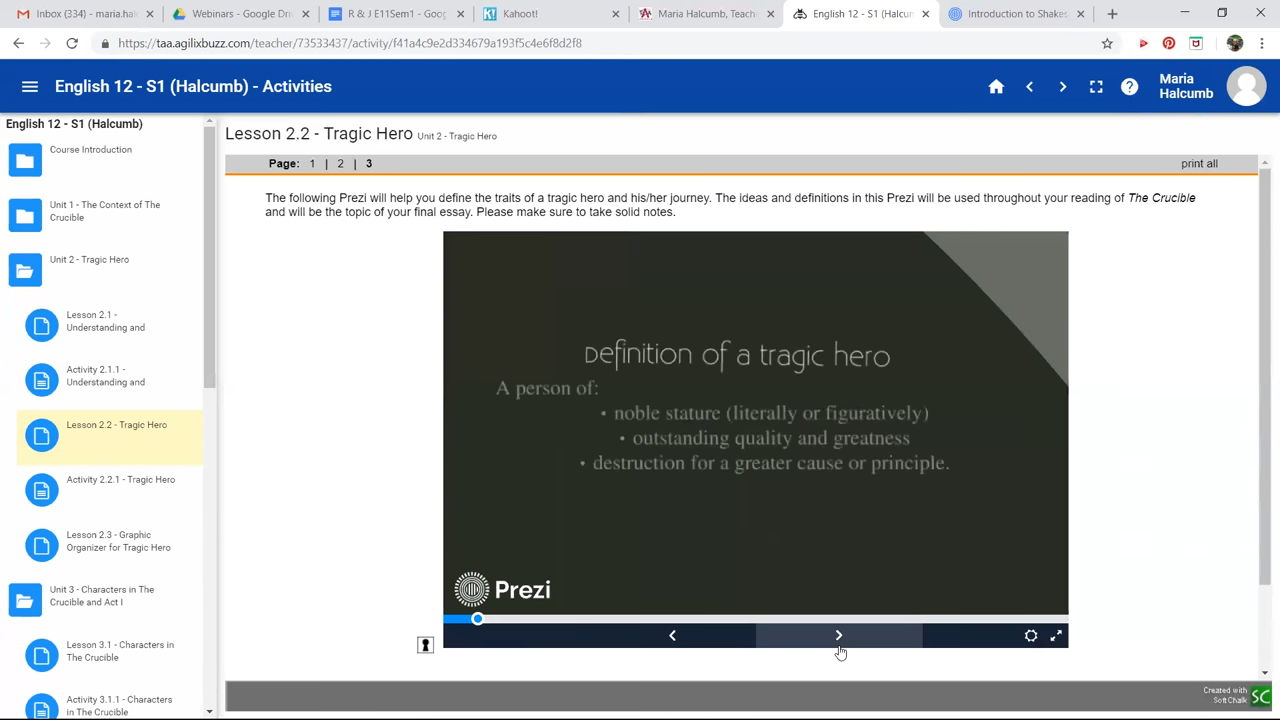 Inbox (334) - maria.hal
Webinars - Google Dri
R & J E11Sem1 - Goog
Kahoot!
Maria Halcumb, Teache
English 12 - S1 (Halcum
Introduction to Shakes
https://taa.agilixbuzz.com/teacher/73533437/activity/f41a4c9e2d334679a193f5c4e6f8d2f8
English 12 - S1 (Halcumb) - Activities
Maria
Halcumb
English 12 - S1 (Halcumb)
Course Introduction
Unit 1 - The Context of The
Crucible
Unit 2 - Tragic Hero
Lesson 2.1 -
Understanding and
Activity 2.1.1 -
Understanding and
Lesson 2.2 - Tragic Hero
Activity 2.2.1 - Tragic Hero
Lesson 2.3 - Graphic
Organizer for Tragic Hero
Unit 3 - Characters in The
Crucible and Act I
Lesson 3.1 - Characters in
The Crucible
Activity 3.1.1 - Characters
in The Crucible
Lesson 2.2 - Tragic Hero Unit 2 - Tragic Hero
Page: 1 | 2 | 3
print all
The following Prezi will help you define the traits of a tragic hero and his/her journey. The ideas and definitions in this Prezi will be used throughout your reading of The Crucible
and will be the topic of your final essay. Please make sure to take solid notes.
Definition of a tragic hero
A person of:
• noble stature (literally or figuratively)
• outstanding quality and greatness
• destruction for a greater cause or principle.
Prezi
Created with
SoftChalk
SC